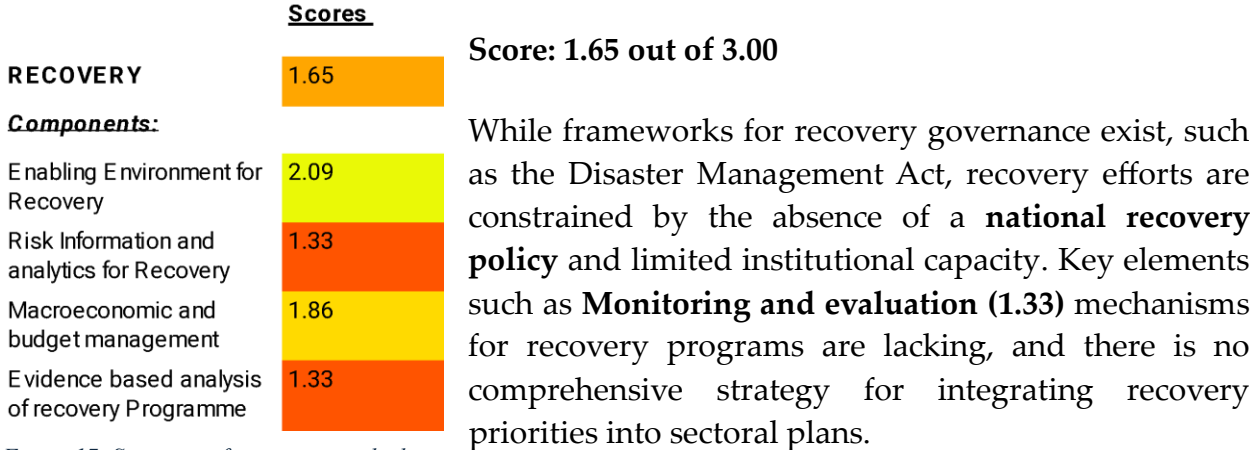 Scores
RECOVERY 1.65
Components:
Enabling Environment for 2.09
Recovery
Risk Information and 1.33
analytics for Recovery
Macroeconomic and 1.86
budget management
Evidence based analysis 1.33
of recovery Programme
Score: 1.65 out of 3.00
While frameworks for recovery governance exist, such
as the Disaster Management Act, recovery efforts are
constrained by the absence of a national recovery
policy and limited institutional capacity. Key elements
such as Monitoring and evaluation (1.33) mechanisms
for recovery programs are lacking, and there is no
comprehensive strategy for integrating recovery
priorities into sectoral plans.